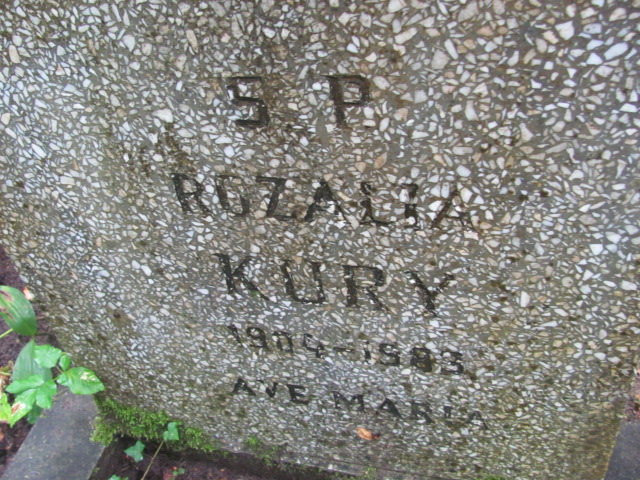 S. P.
ROZALIA
KURY
1904-1983
AVE MARIA